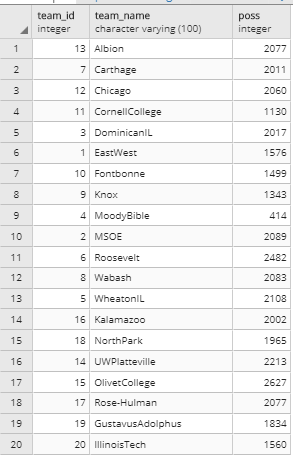 team_id team_name poss
integer character varying (100) integer
1 13 Albion 2077
2 7 Carthage 2011
3 12 Chicago 2060
4 11 CornellCollege 1130
5 3 DominicanIL 2017
6 1 EastWest 1576
7 10 Fontbonne 1499
8 9 Knox 1343
9 4 MoodyBible 414
10 2 MSOE 2089
11 6 Roosevelt 2482
12 8 Wabash 2083
13 5 WheatonIL 2108
14 16 Kalamazoo 2002
15 18 NorthPark 1965
16 14 UWPlatteville 2213
17 15 OlivetCollege 2627
18 17 Rose-Hulman 2077
19 19 GustavusAdolphus 1834
20 20 IllinoisTech 1560